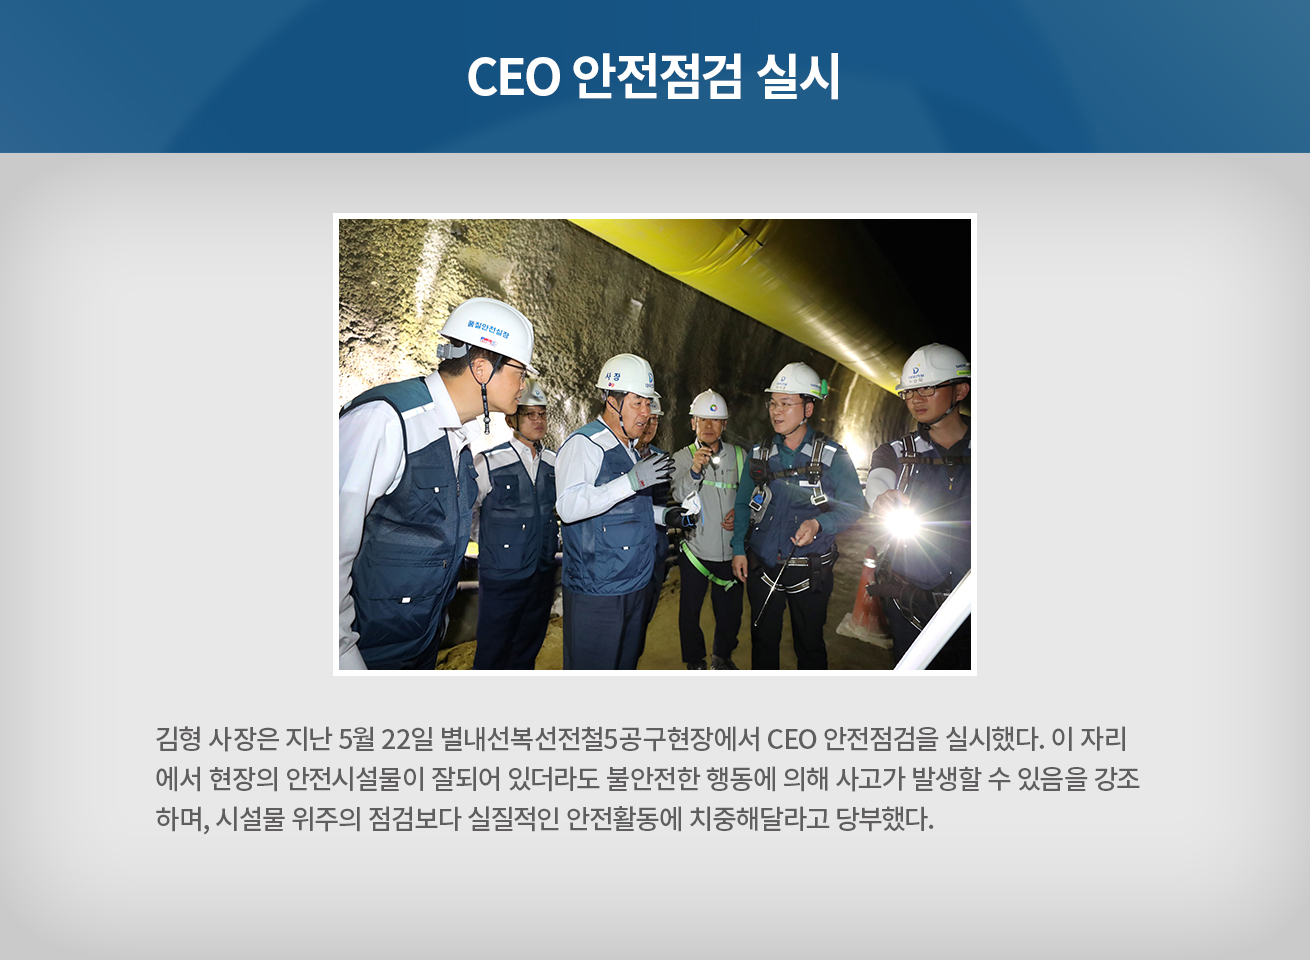 CEO 안전점검 실시
품질안전실장
사장
김형 사장은 지난 5월 22일 별내선복선전철5공구현장에서 CEO 안전점검을 실시했다. 이 자리
에서 현장의 안전시설물이 잘되어 있더라도 불안전한 행동에 의해 사고가 발생할 수 있음을 강조
하며, 시설물 위주의 점검보다 실질적인 안전활동에 치중해달라고 당부했다.